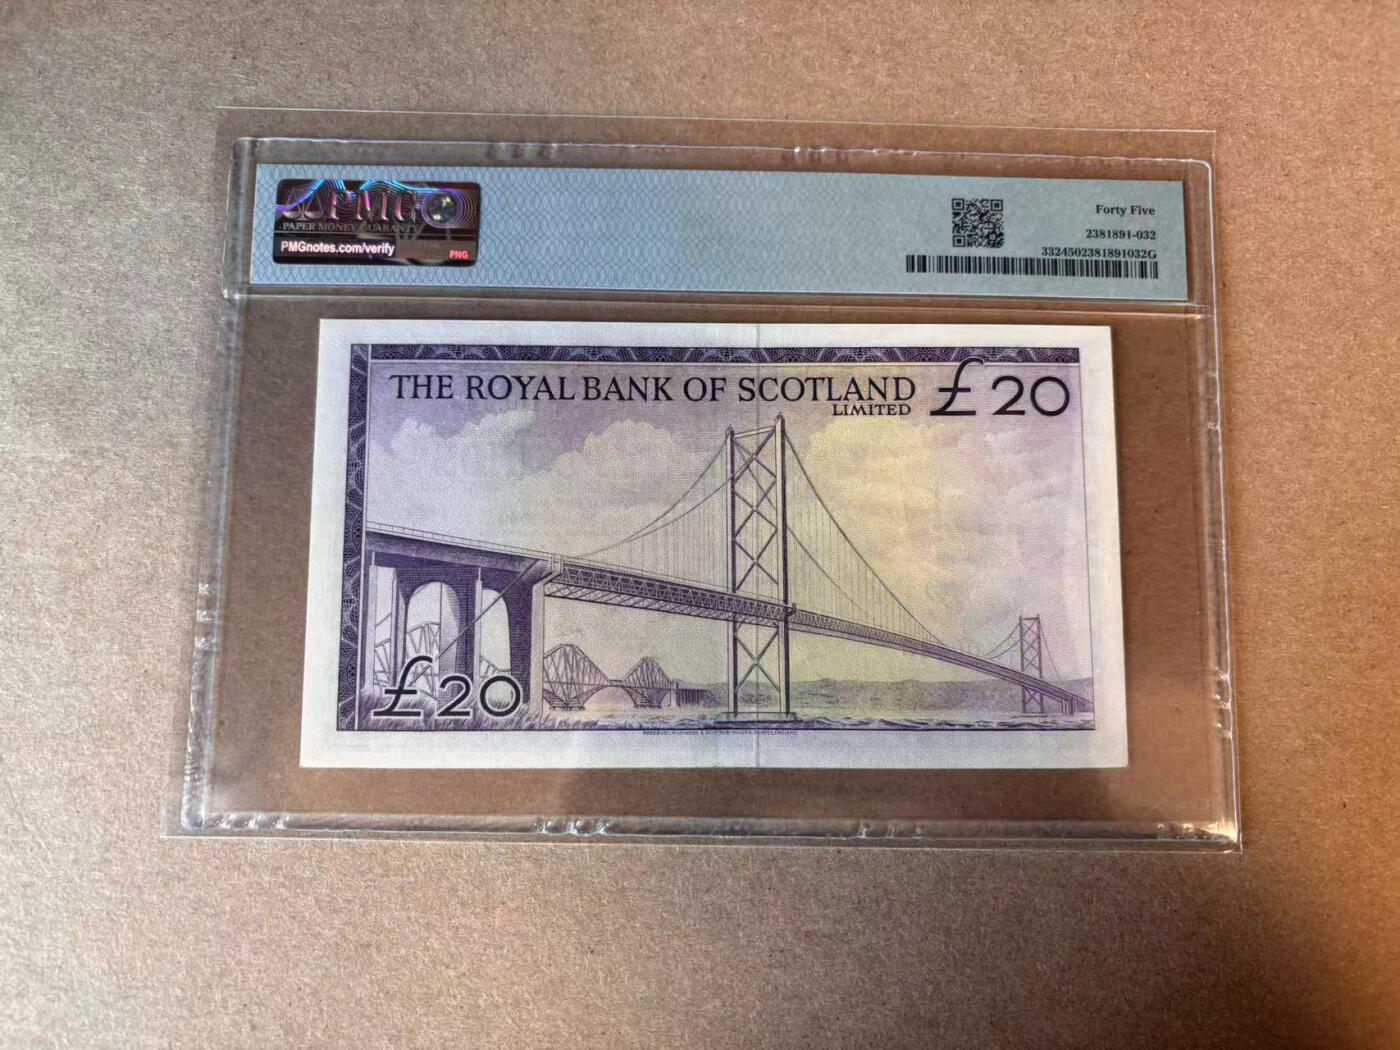 PMG
PAPER MONEY GUARANTY
PMGnotes.com/verify
PNG
Forty Five
2381891-032
3324502381891032G
THE ROYAL BANK OF SCOTLAND
LIMITED
£20
£20